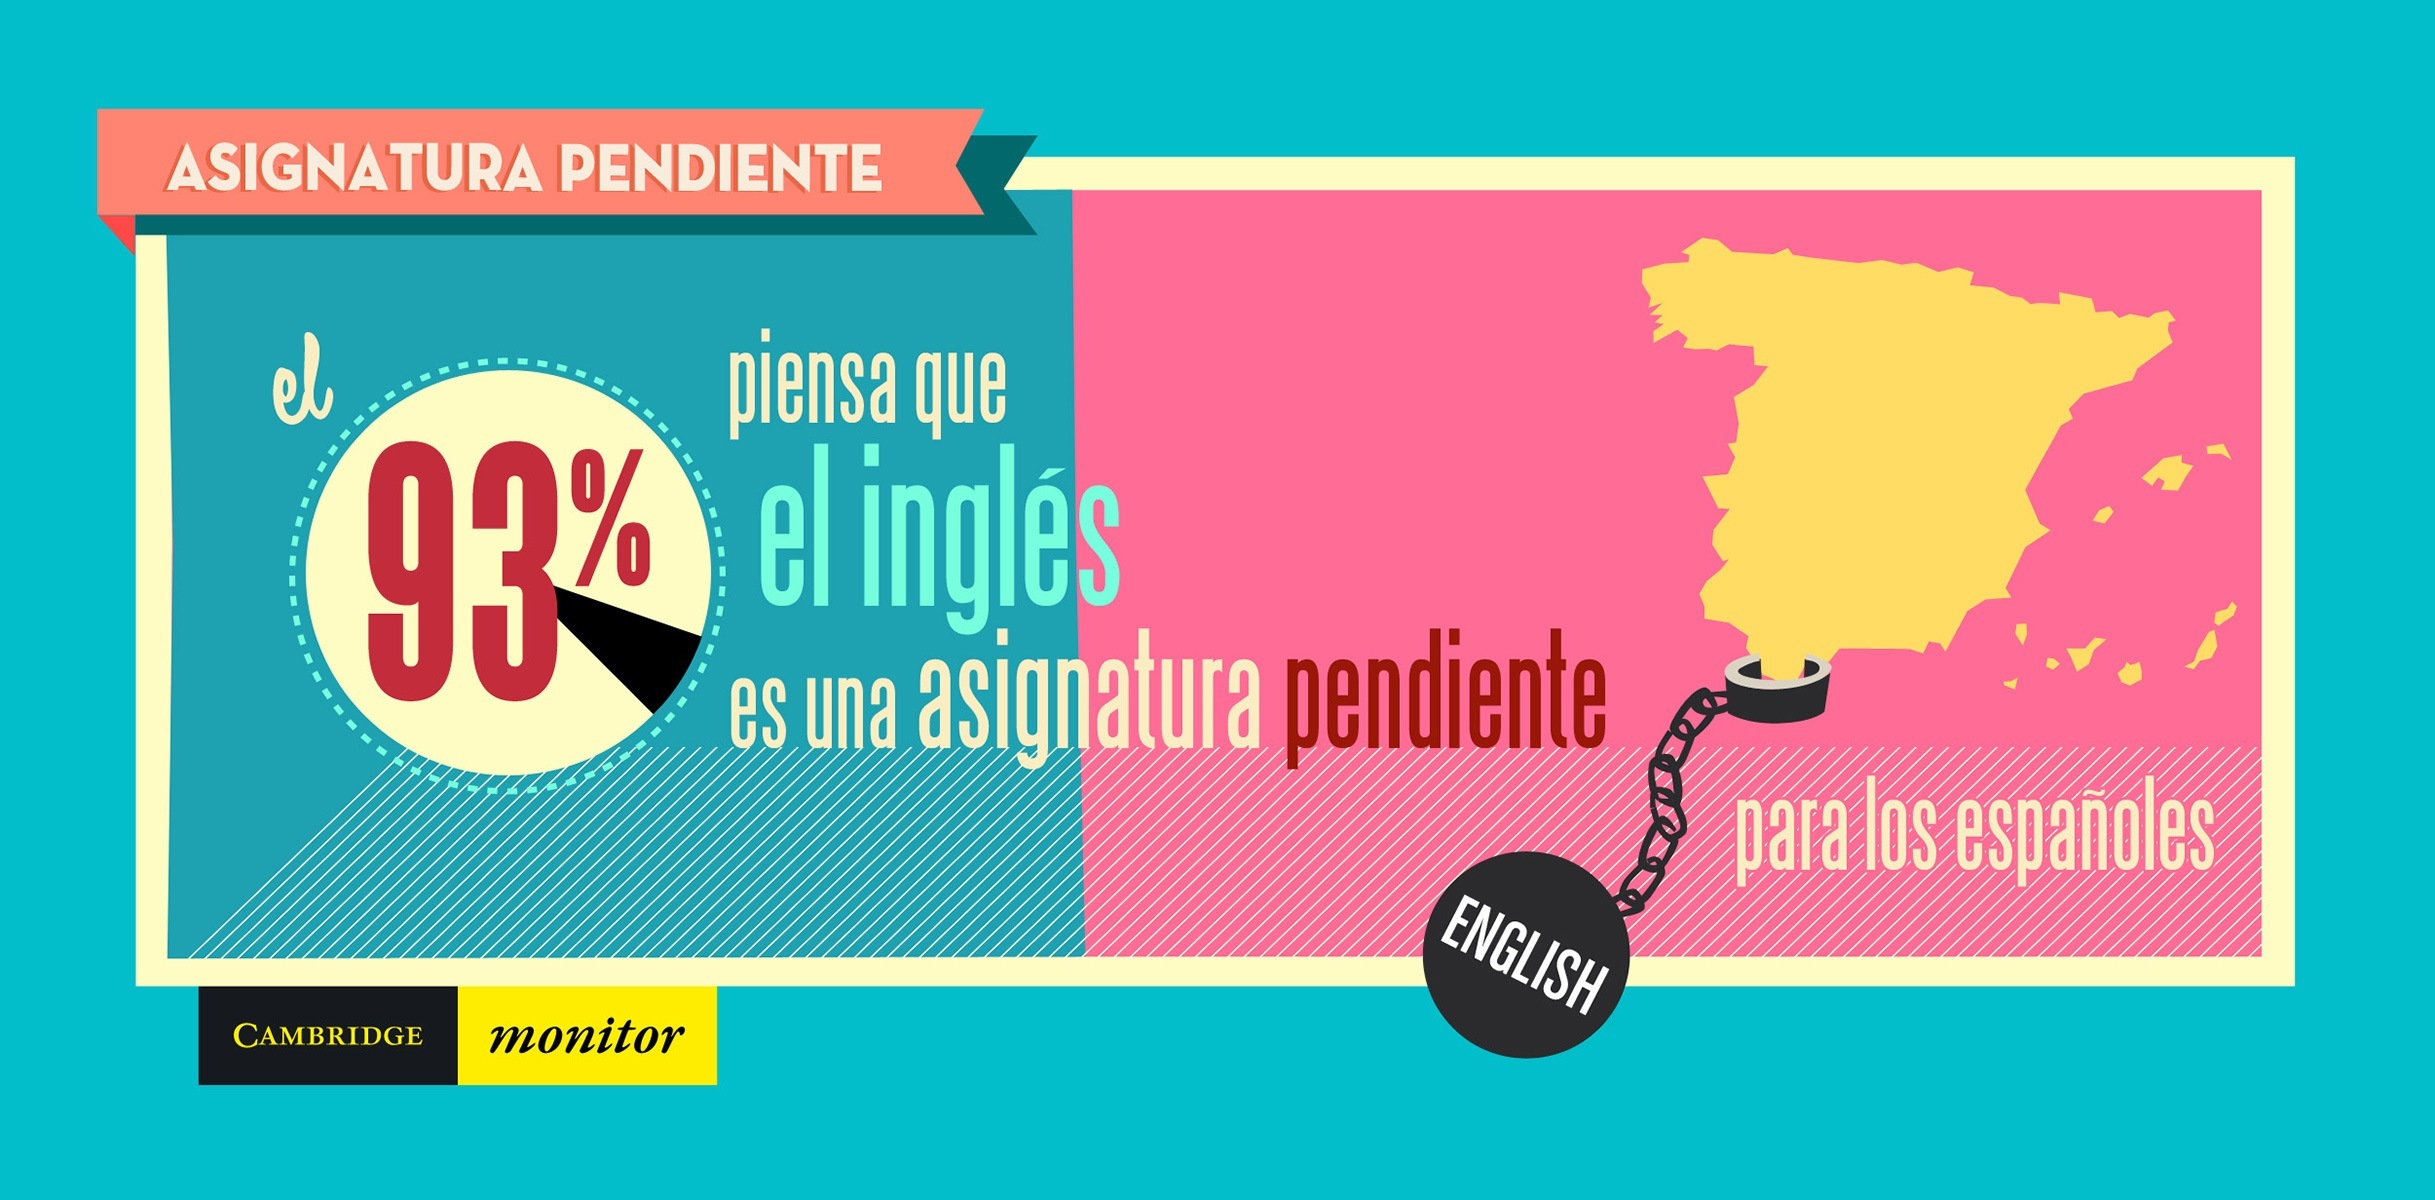 ASIGNATURA PENDIENTE
el
93%
piensa que
el inglés
es una asignatura pendiente
para los españoles
ENGLISH
CAMBRIDGE monitor